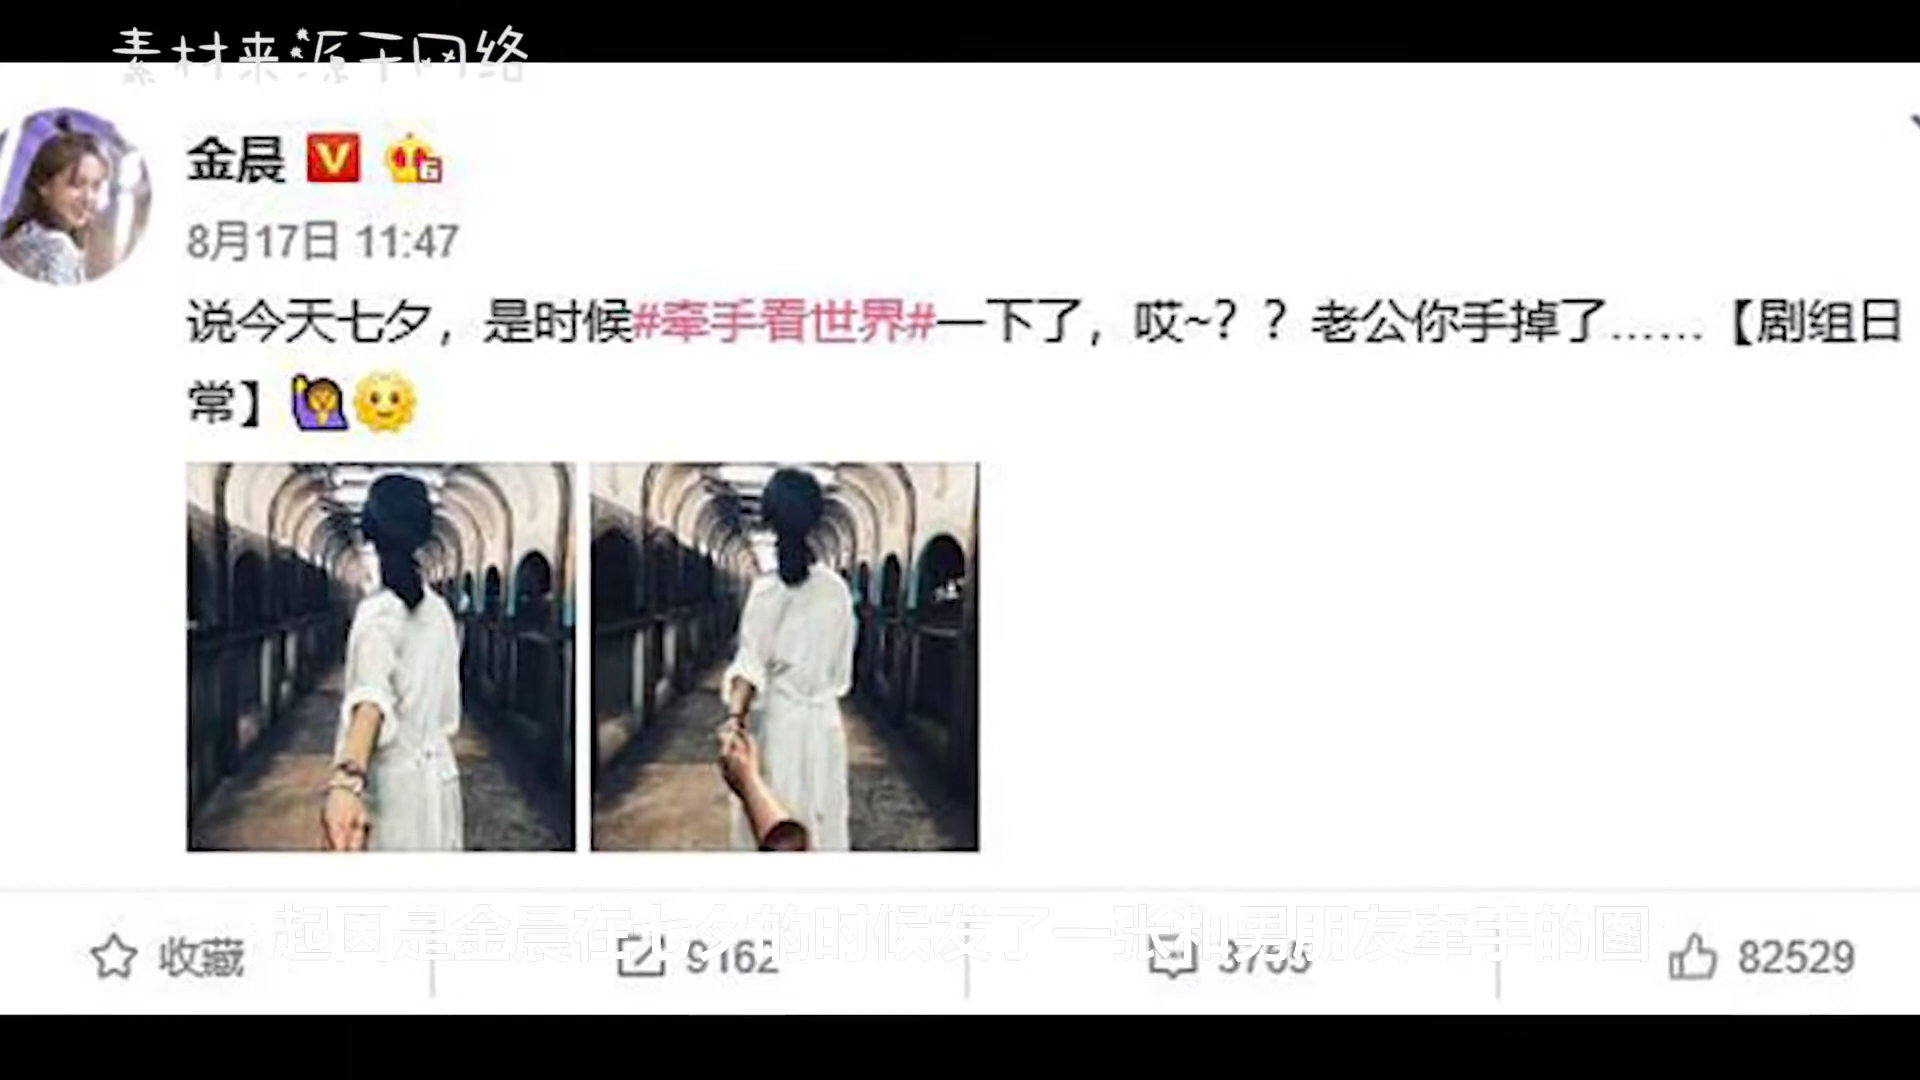 素材来源于网络
金晨
8月17日 11:47
说今天七夕，是时候#牵手看世界#一下了，哎~？？老公你手掉了……【剧组日
常】
起因是金晨在七夕的时候发了一张和男朋友牵手的图
收藏
9162
82529